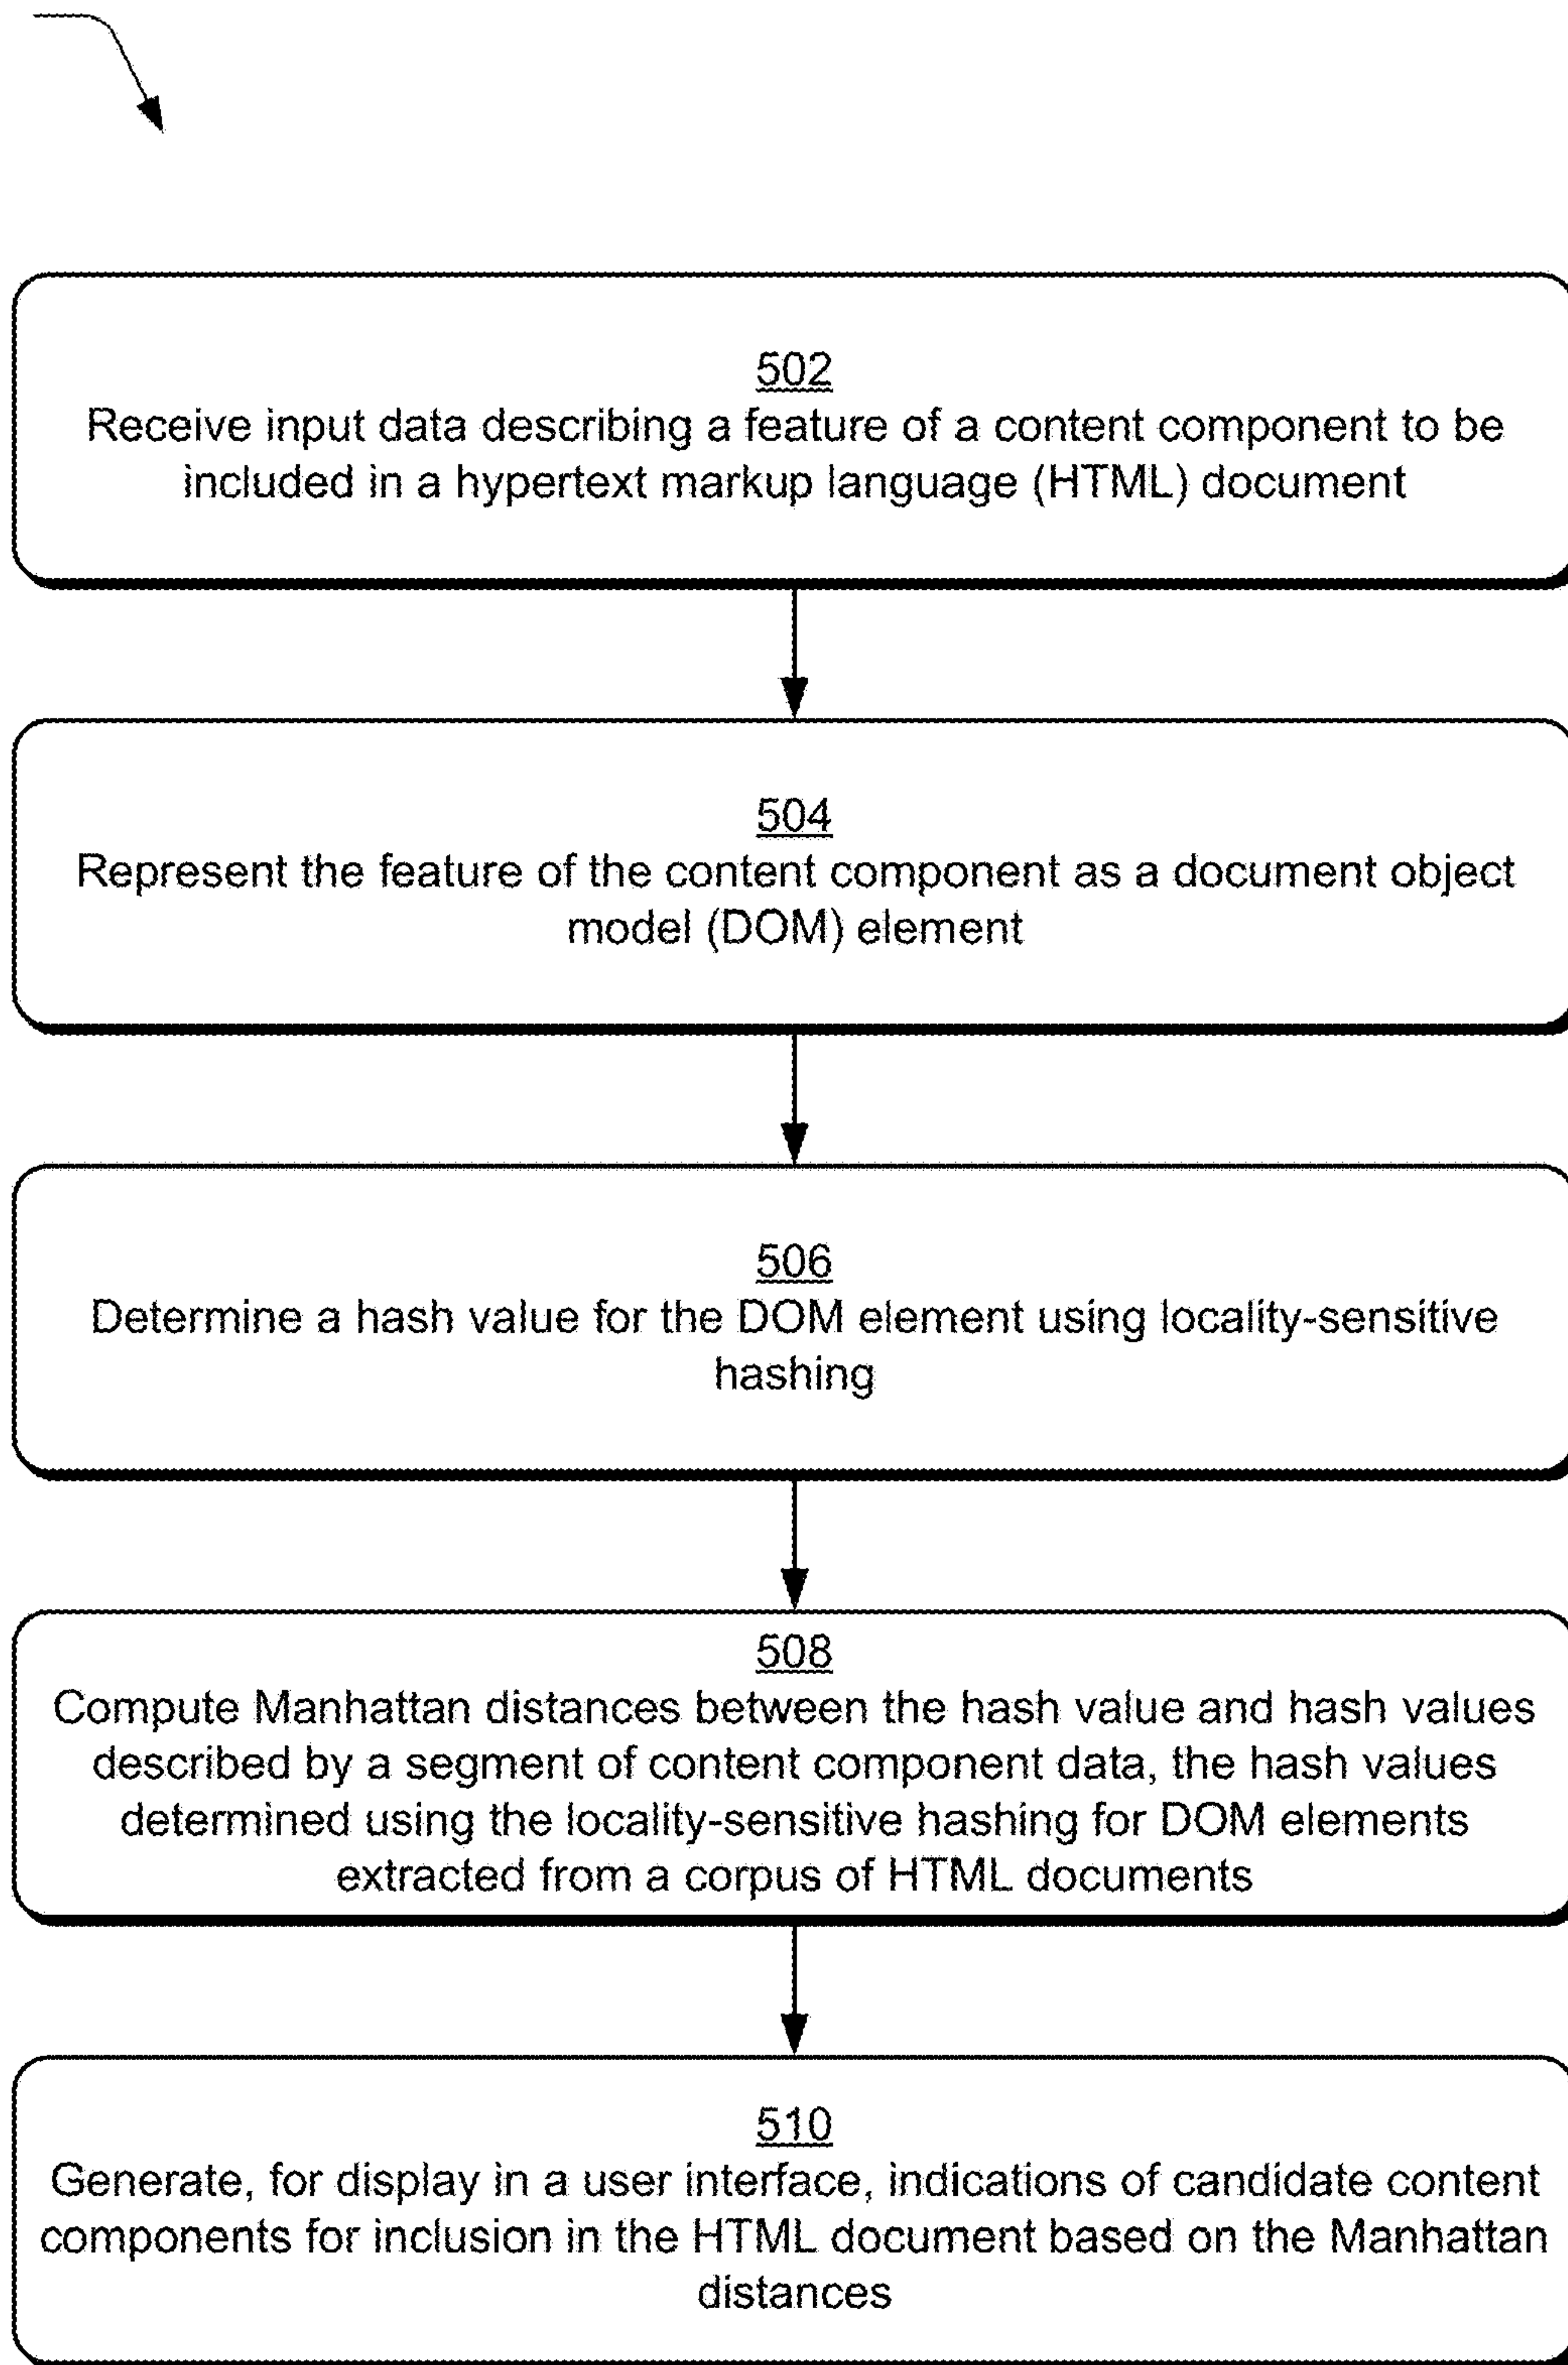 502
Receive input data describing a feature of a content component to be
included in a hypertext markup language (HTML) document
504
Represent the feature of the content component as a document object
model (DOM) element
506
Determine a hash value for the DOM element using locality-sensitive
hashing
508
Compute Manhattan distances between the hash value and hash values
described by a segment of content component data, the hash values
determined using the locality-sensitive hashing for DOM elements
extracted from a corpus of HTML documents
510
Generate, for display in a user interface, indications of candidate content
components for inclusion in the HTML document based on the Manhattan
distances